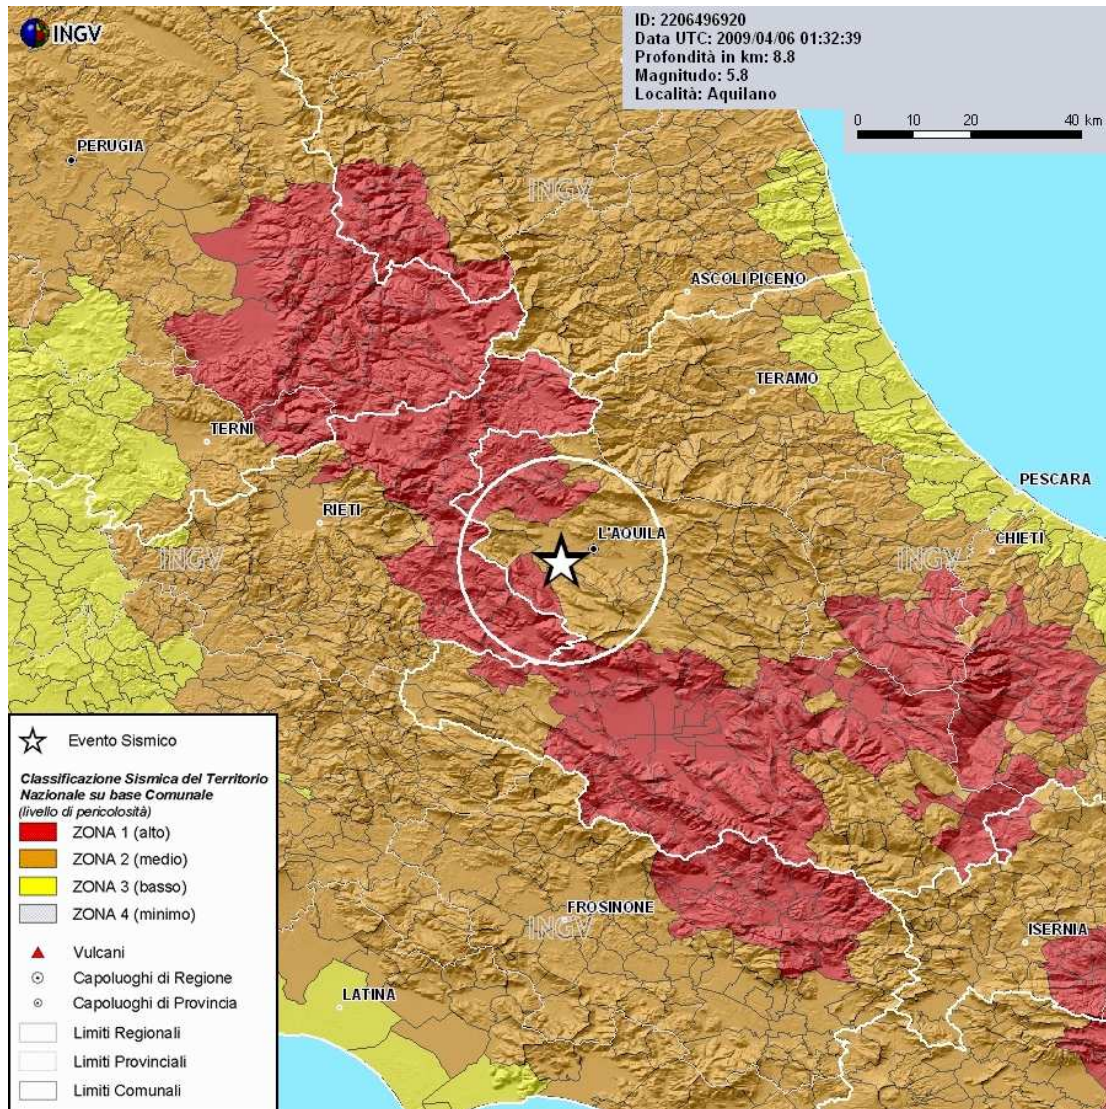 INGV
ID: 2206496920
Data UTC: 2009/04/06 01:32:39
Profondità in km: 8.8
Magnitudo: 5.8
Località: Aquilano
0 10 20 40 km
PERUGIA
INGV
ASCOLI PICENO
TERAMO
TERNI
PESCARA
RIETI
L'AQUILA
CHIETI
INGV
INGV
FROSINONE
INGV
ISERNIA
LATINA
Evento Sismico
Classificazione Sismica del Territorio
Nazionale su base Comunale
(livello di pericolosità)
ZONA 1 (alto)
ZONA 2 (medio)
ZONA 3 (basso)
ZONA 4 (minimo)
Vulcani
Capoluoghi di Regione
Capoluoghi di Provincia
Limiti Regionali
Limiti Provinciali
Limiti Comunali